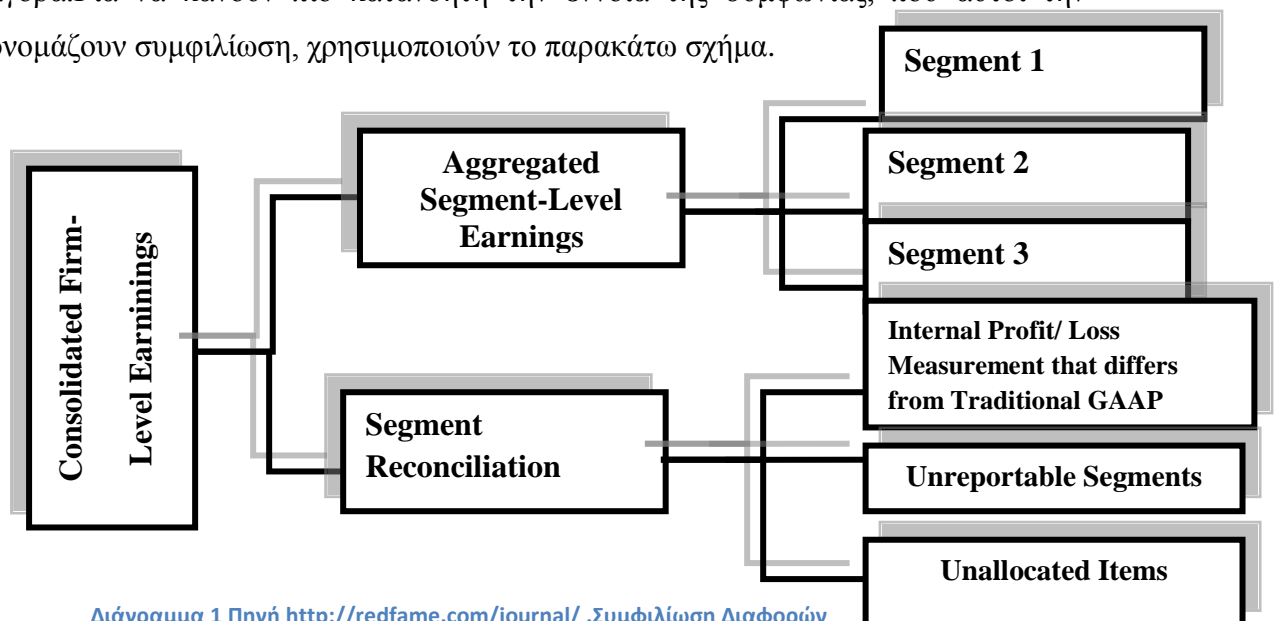 να κάνουν πιο κατανοητή την έννοια της συμφωνίας, που αυτοί την
ονομάζουν συμφιλίωση, χρησιμοποιούν το παρακάτω σχήμα.
Consolidated Firm-
Level Earninings
Aggregated
Segment-Level
Earnings
Segment
Reconciliation
Segment 1
Segment 2
Segment 3
Internal Profit/ Loss
Measurement that differs
from Traditional GAAP
Unreportable Segments
Unallocated Items
Διάγραμμα 1 Πηγή http://redfame.com/journal/ .Συμφιλίωση Διαφορών